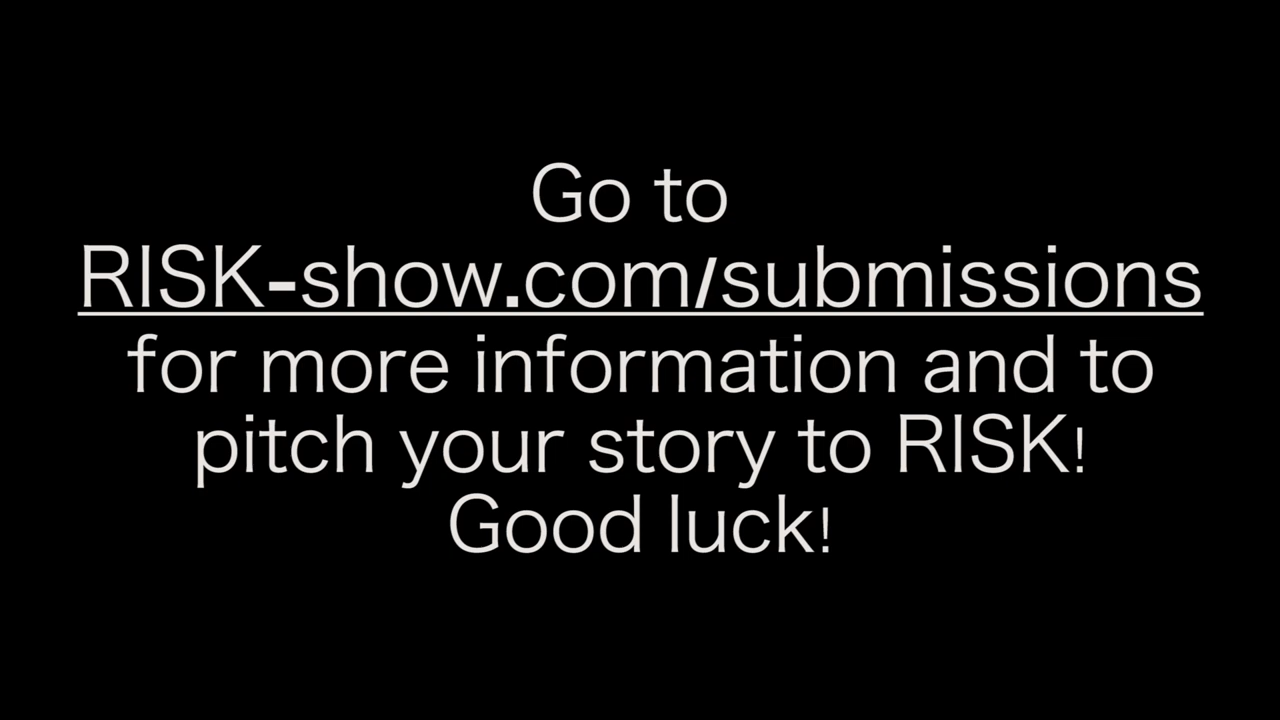 Go to
RISK-show.com/submissions
for more information and to
pitch your story to RISK!
Good luck!